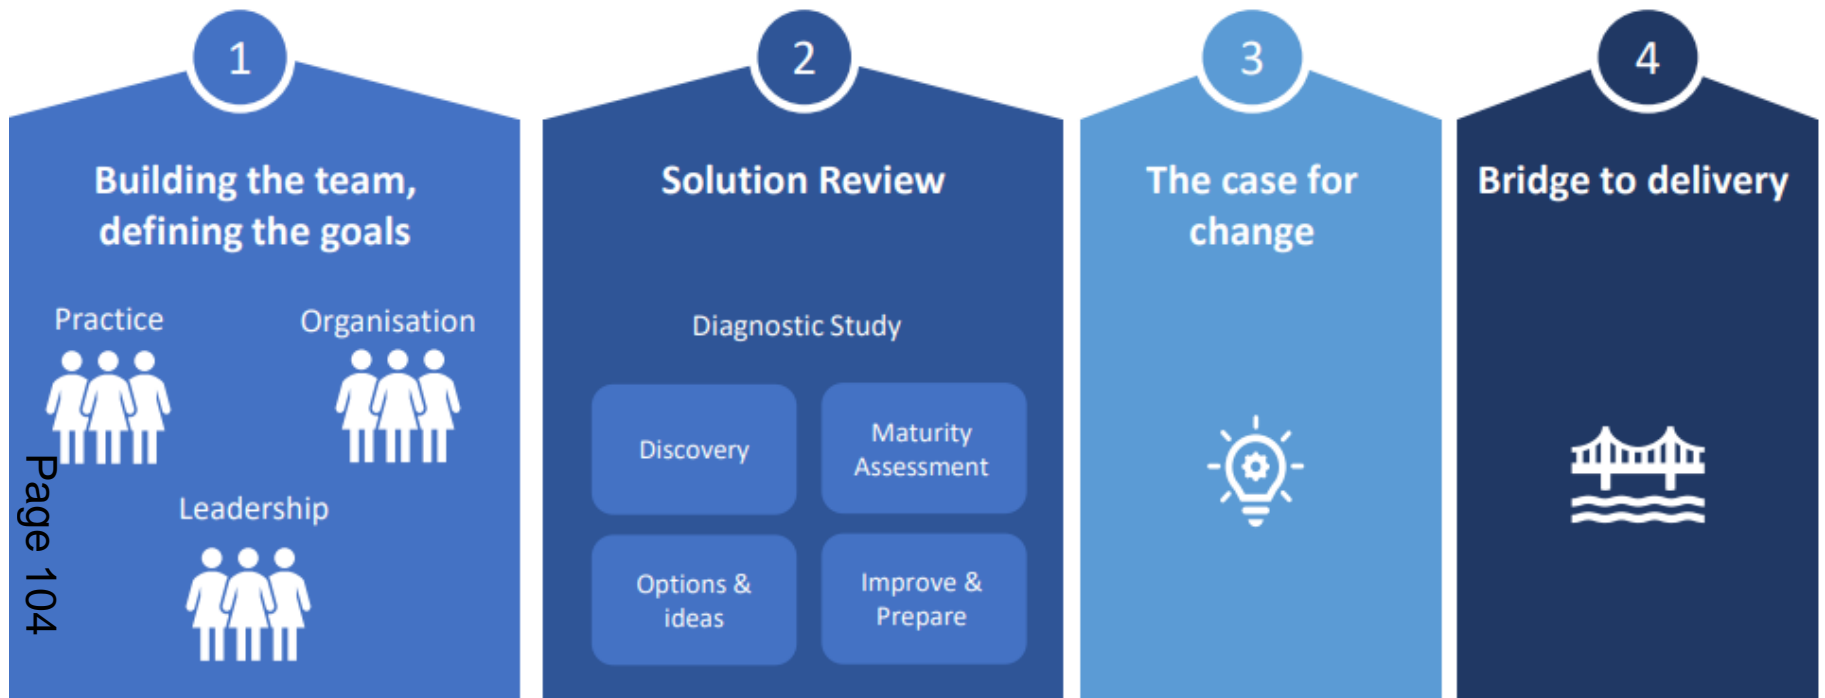 1
Building the team,
defining the goals
Practice
Organisation
Leadership
Page 104
2
Solution Review
Diagnostic Study
Discovery
Maturity
Assessment
Options &
ideas
Improve &
Prepare
3
The case for
change
4
Bridge to delivery